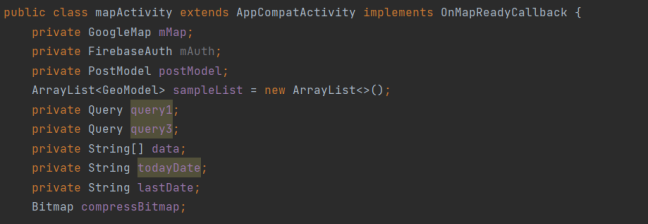 public class mapActivity extends AppCompatActivity implements OnMapReadyCallback {
private GoogleMap mMap;
private FirebaseAuth mAuth;
private PostModel postModel;
ArrayList<GeoModel> sampleList = new ArrayList<>();
private Query query1;
private Query query3;
private String[] data;
private String todayDate;
private String lastDate;
Bitmap compressBitmap;